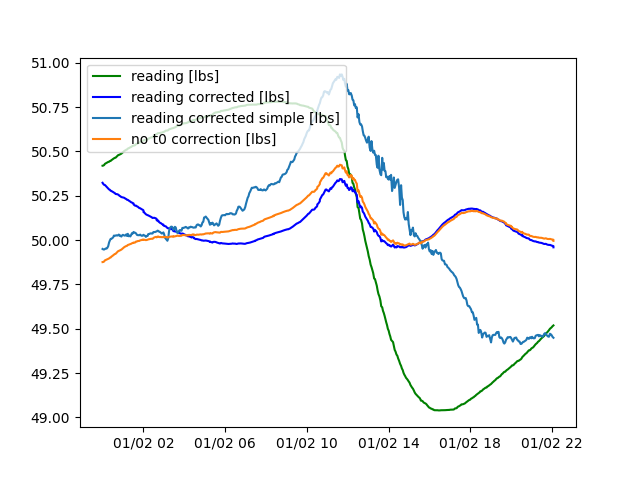 51.00
50.75
50.50
50.25
50.00
49.75
49.50
49.25
49.00
reading [lbs]
reading corrected [lbs]
reading corrected simple [lbs]
no t0 correction [lbs]
01/02 02 01/02 06 01/02 10 01/02 14 01/02 18 01/02 22